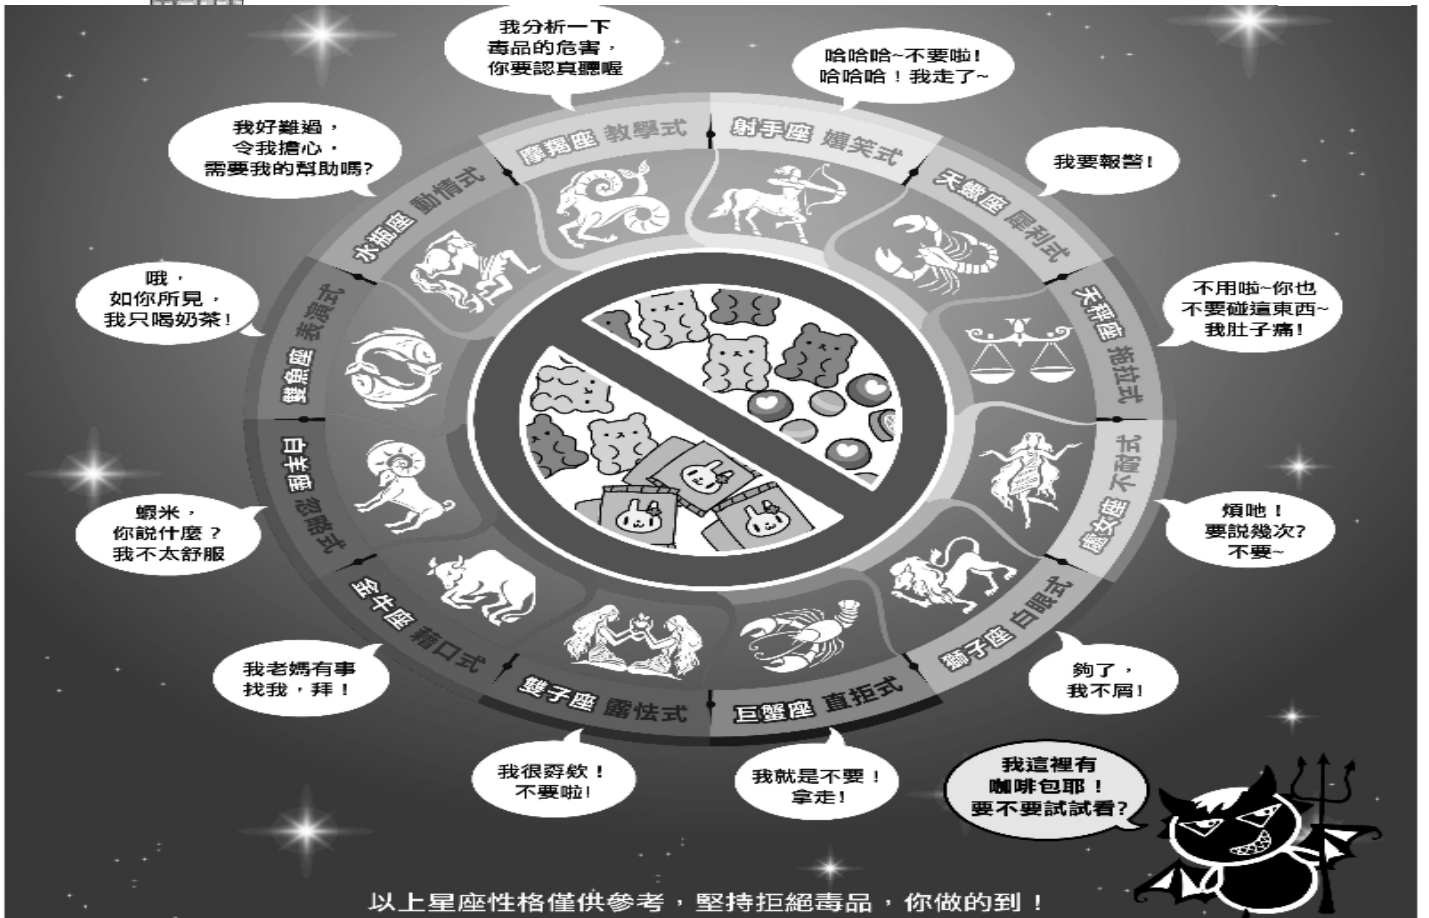 我分析一下
毒品的危害，
你要認真聽喔
摩羯座 教學式
哈哈哈~不要啦!
哈哈哈！我走了~
射手座 嬉笑式
我要報警!
天蠍座 犀利式
不用啦~你也
不要碰這東西~
我肚子痛!
天秤座 拖拉式
煩吔！
要說幾次?
不要~
處女座 不耐式
夠了，
我不屑!
獅子座 白眼式
我就是不要！
拿走!
巨蟹座 直拒式
我很孬欸！
不要啦!
雙子座 露怯式
我老媽有事
找我，拜！
金牛座 藉口式
蝦米，
你說什麼？
我不太舒服
白羊座 忽略式
哦，
如你所見，
我只喝奶茶!
雙魚座 表演式
我好難過，
令我擔心，
需要我的幫助嗎?
水瓶座 動情式
我這裡有
咖啡包耶！
要不要試試看?
以上星座性格僅供參考，堅持拒絕毒品，你做的到！